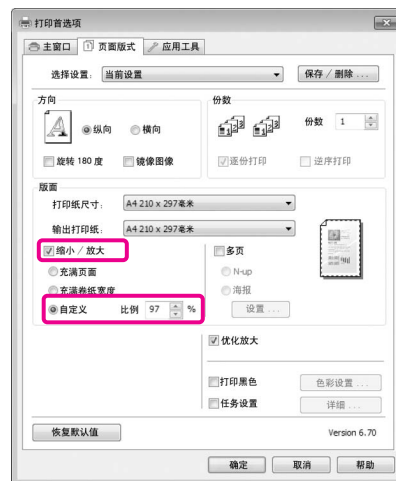 打印首选项
主窗口 页面版式 应用工具
选择设置: 当前设置 保存 / 删除 ...
方向 份数
A 纵向 横向 份数 1
旋转 180 度 镜像图像 逐份打印 逆序打印
版面
打印纸尺寸: A4 210 x 297毫米
输出打印纸: A4 210 x 297毫米
缩小 / 放大 多页
充满页面 N-up
充满卷纸宽度 海报
自定义 比例 97 % 设置 ...
优化放大
打印黑色 色彩设置 ...
任务设置 详细 ...
恢复默认值 Version 6.70
确定 取消 帮助